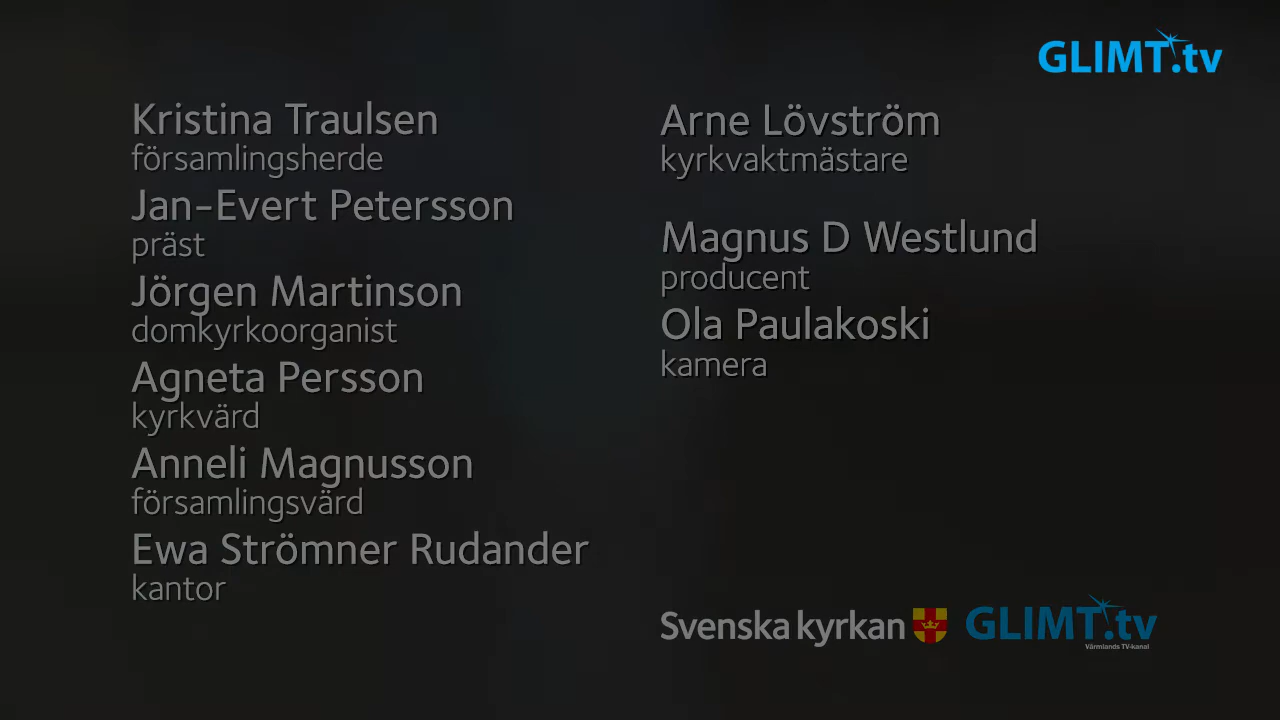 GLIMT.tv
Kristina Traulsen
församlingsherde
Jan-Evert Petersson
präst
Jörgen Martinson
domkyrkoorganist
Agneta Persson
kyrkvärd
Anneli Magnusson
församlingsvärd
Ewa Strömner Rudander
kantor
Arne Lövström
kyrkvaktmästare
Magnus D Westlund
producent
Ola Paulakoski
kamera
Svenska kyrkan
GLIMT.tv
Värmlands TV-kanal